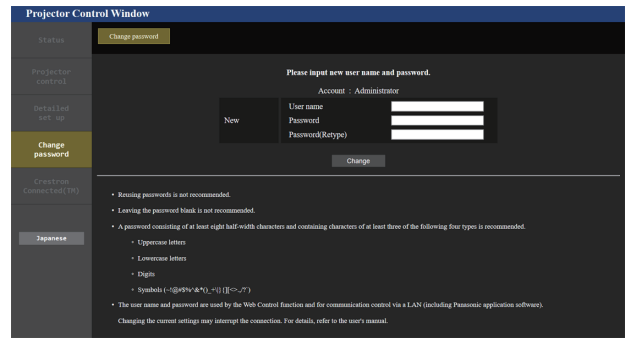 Projector Control Window
Status
Change password
Projector
control
Detailed
set up
Change
password
Crestron
Connected(TM)
Japanese
Please input new user name and password.
Account : Administrator
New
User name
Password
Password(Retype)
Change
• Reusing passwords is not recommended.
• Leaving the password blank is not recommended.
• A password consisting of at least eight half-width characters and containing characters of at least three of the following four types is recommended.
Uppercase letters
Lowercase letters
Digits
Symbols
• The user name and password are used by the Web Control function and for communication control via a LAN (including Panasonic application software).
Changing the current settings may interrupt the connection. For details, refer to the user's manual.